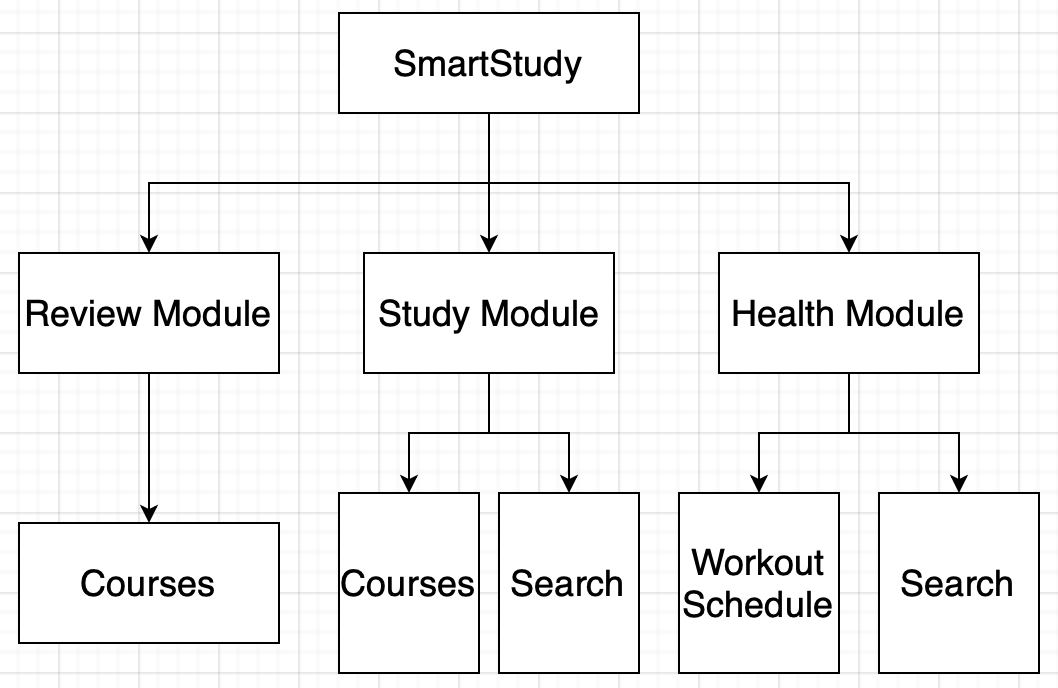 SmartStudy
Review Module
Study Module
Health Module
Courses
Courses
Search
Workout
Schedule
Search